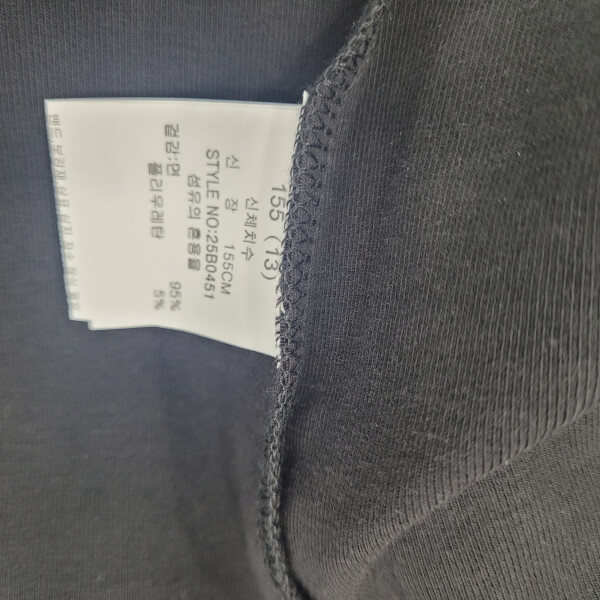 155 (13)
신체치수
신 장 155CM
STYLE NO:25B0451
섬유의 혼용율
겉감:면 95%
폴리우레탄 5%